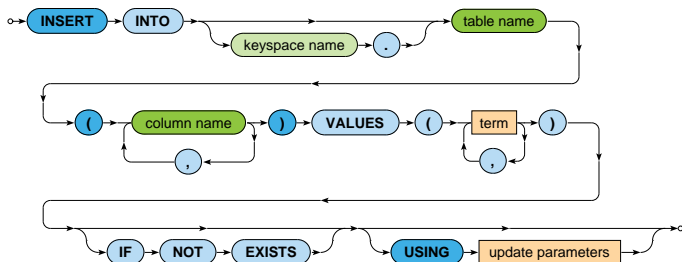 INSERT INTO table name
keyspace name .
( column name ) VALUES ( term )
, ,
IF NOT EXISTS USING update parameters